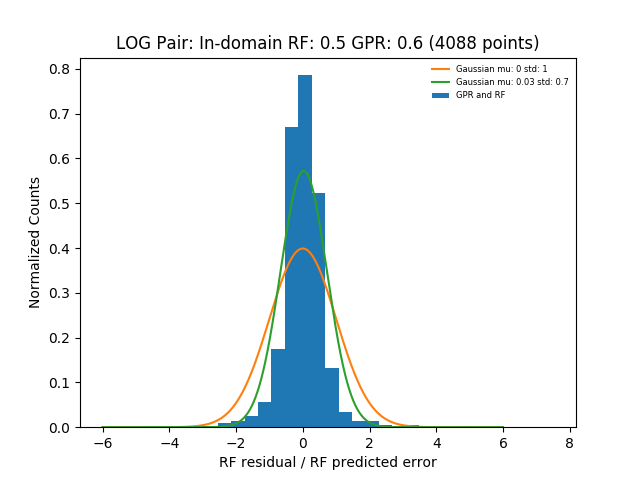 LOG Pair: In-domain RF: 0.5 GPR: 0.6 (4088 points)
Gaussian mu: 0 std: 1
Gaussian mu: 0.03 std: 0.7
GPR and RF
Normalized Counts
0.8
0.7
0.6
0.5
0.4
0.3
0.2
0.1
0.0
−6 −4 −2 0 2 4 6 8
RF residual / RF predicted error